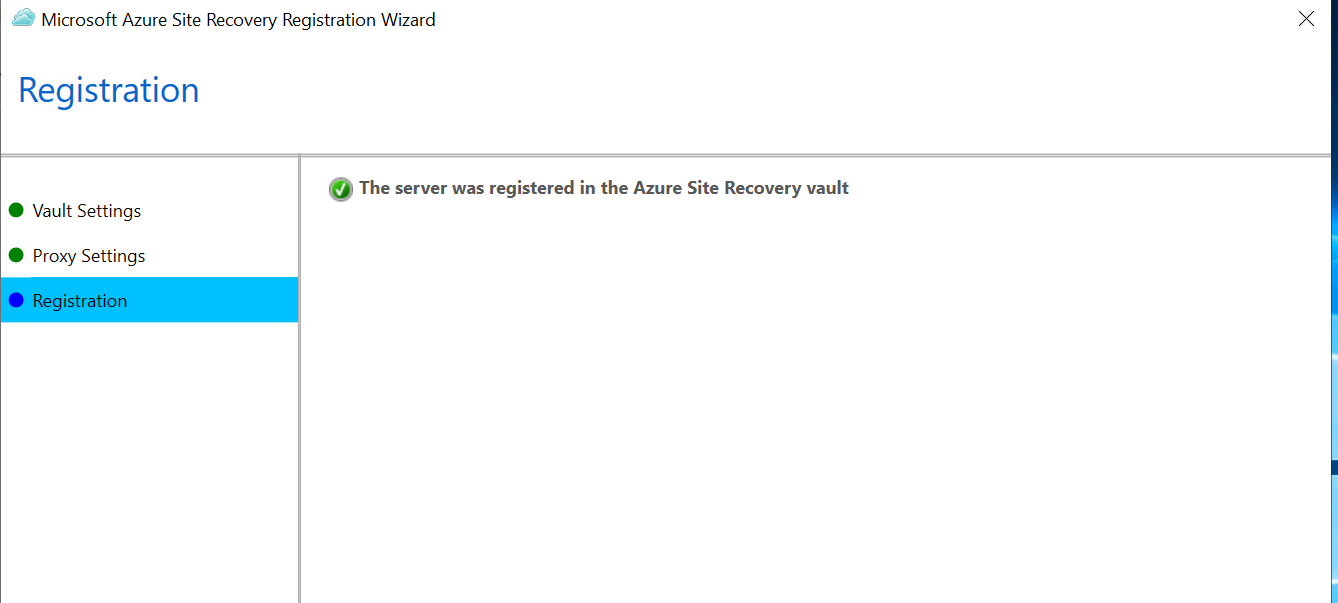 Microsoft Azure Site Recovery Registration Wizard
Registration
Vault Settings
Proxy Settings
Registration
The server was registered in the Azure Site Recovery vault